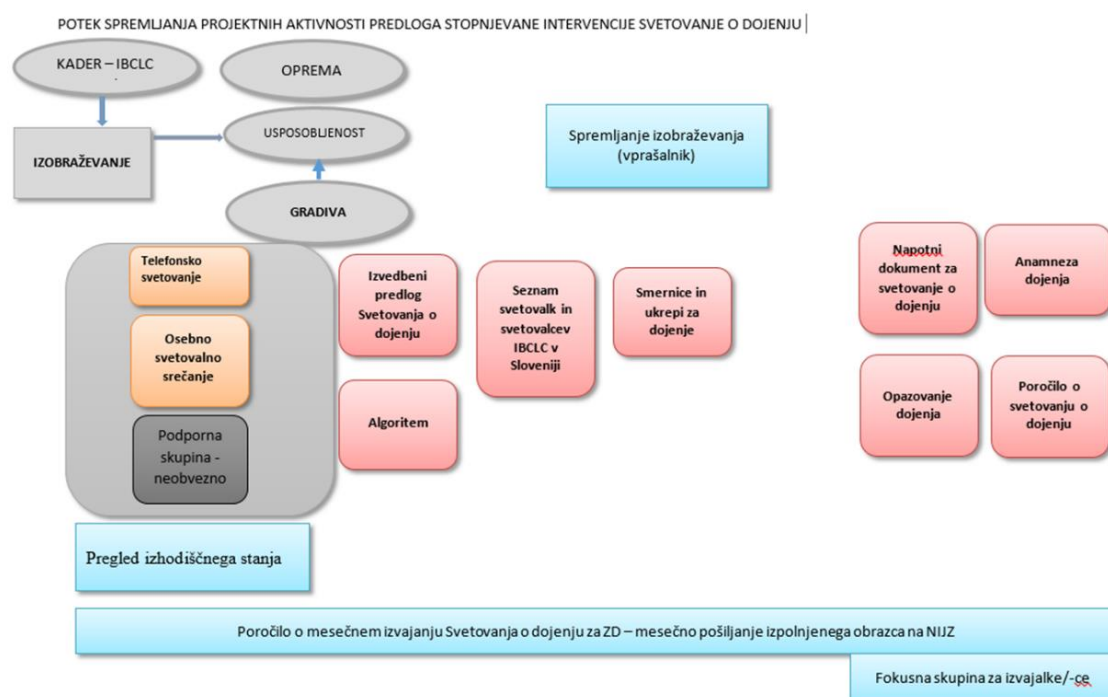 POTEK SPREMLJANJA PROJEKTNIH AKTIVNOSTI PREDLOGA STOPNJEVANE INTERVENCIJE SVETOVANJE O DOJENJU
KADER – IBCLC
OPREMA
IZOBRAŽEVANJE
USPOSOBLJENOST
GRADIVA
Spremljanje izobraževanja
(vprašalnik)
Telefonsko
svetovanje
Osebno
svetovalno
srečanje
Podporna
skupina -
neobvezno
Izvedbeni
predlog
Svetovanja o
dojenju
Algoritem
Seznam
svetovalk in
svetovalcev
IBCLC v
Sloveniji
Smernice in
ukrepi za
dojenje
Napotni
dokument za
svetovanje o
dojenju
Anamneza
dojenja
Opazovanje
dojenja
Poročilo o
svetovanju o
dojenju
Pregled izhodiščnega stanja
Poročilo o mesečnem izvajanju Svetovanja o dojenju za ZD – mesečno pošiljanje izpolnjenega obrazca na NIJZ
Fokusna skupina za izvajalke/-ce